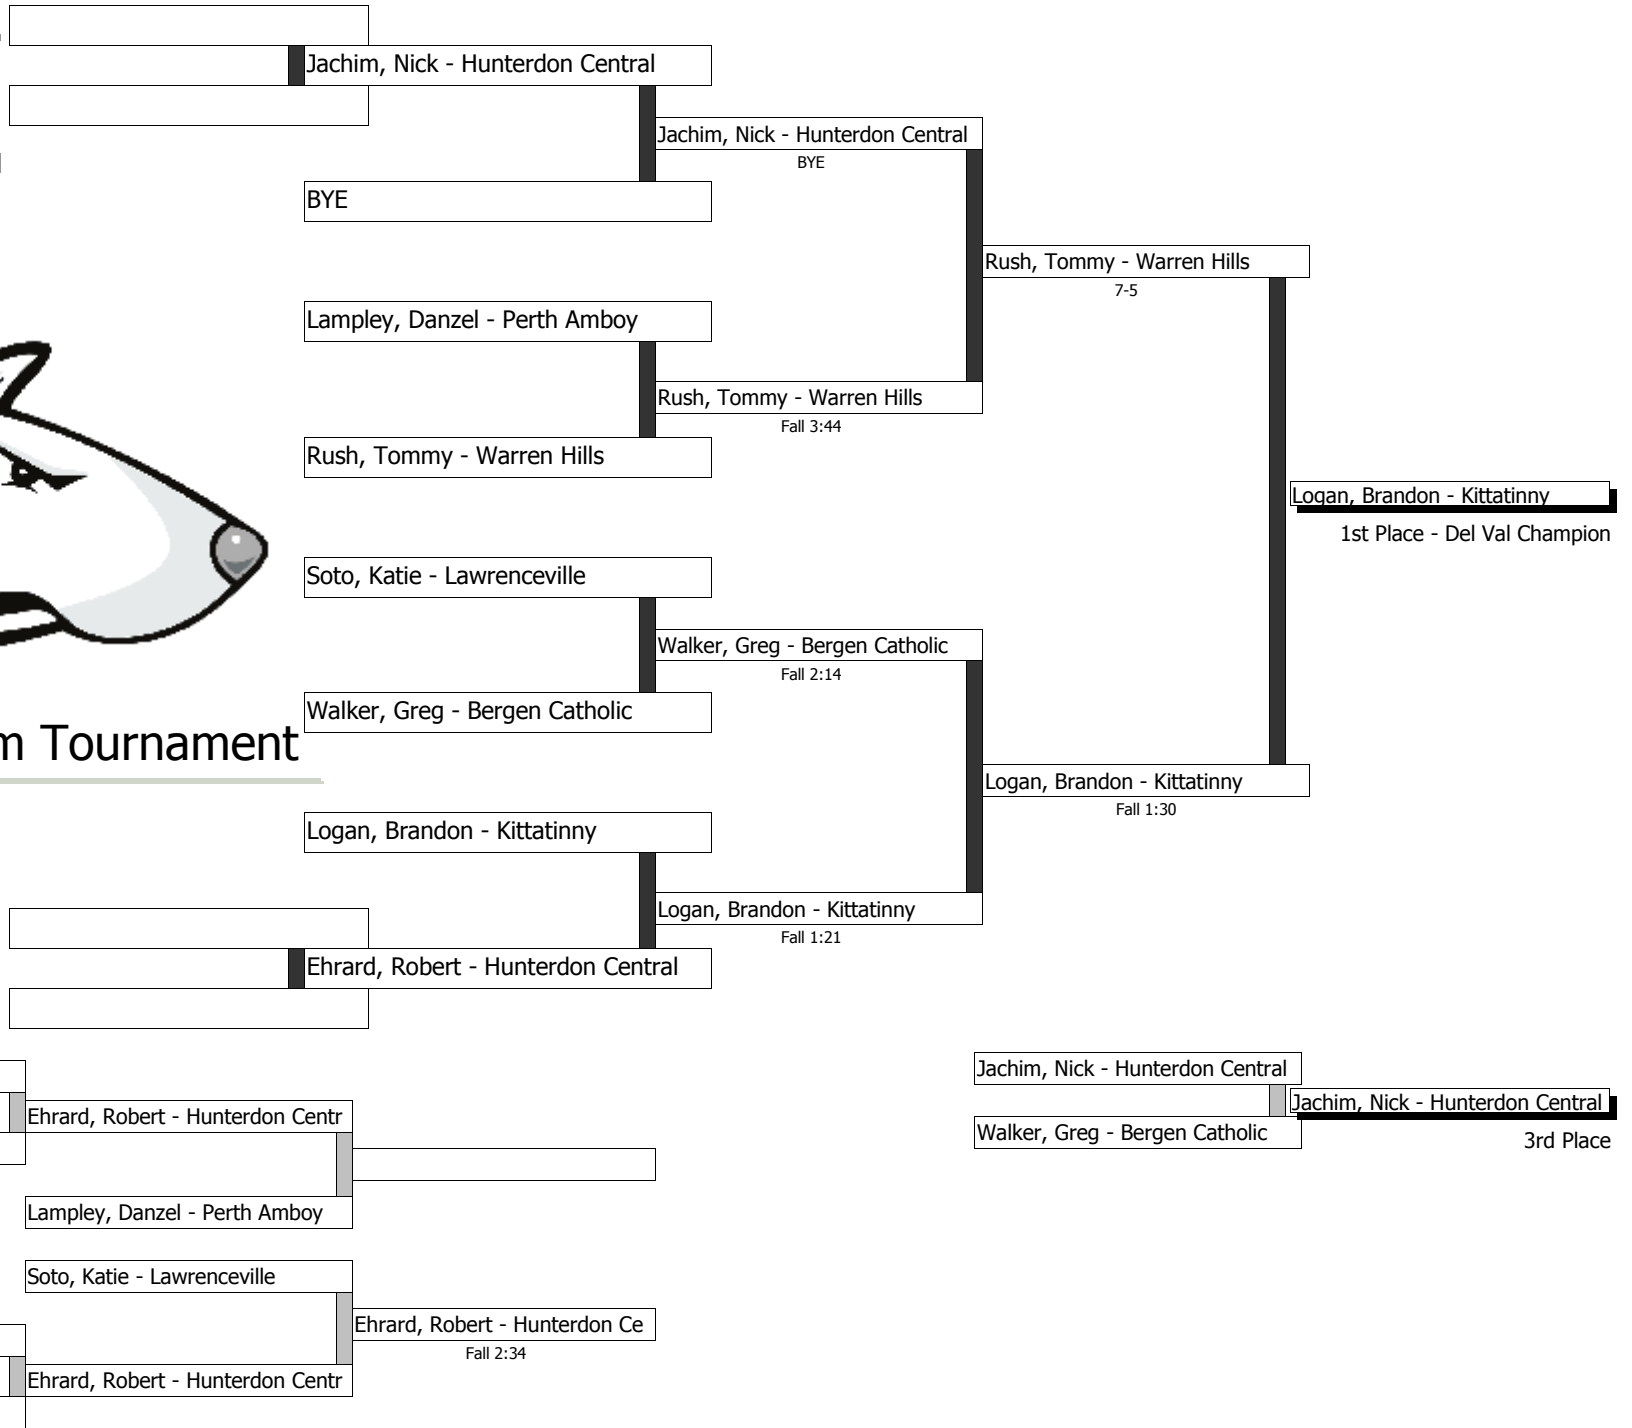 Jachim, Nick - Hunterdon Central
Jachim, Nick - Hunterdon Central
BYE
BYE
Rush, Tommy - Warren Hills
7-5
Lampley, Danzel - Perth Amboy
Rush, Tommy - Warren Hills
Fall 3:44
Rush, Tommy - Warren Hills
Logan, Brandon - Kittatinny
1st Place - Del Val Champion
Soto, Katie - Lawrenceville
Walker, Greg - Bergen Catholic
Fall 2:14
Walker, Greg - Bergen Catholic
m Tournament
Logan, Brandon - Kittatinny
Fall 1:30
Logan, Brandon - Kittatinny
Logan, Brandon - Kittatinny
Fall 1:21
Ehrard, Robert - Hunterdon Central
Jachim, Nick - Hunterdon Central
Jachim, Nick - Hunterdon Central
Walker, Greg - Bergen Catholic
3rd Place
Ehrard, Robert - Hunterdon Centr
Lampley, Danzel - Perth Amboy
Soto, Katie - Lawrenceville
Ehrard, Robert - Hunterdon Ce
Fall 2:34
Ehrard, Robert - Hunterdon Centr